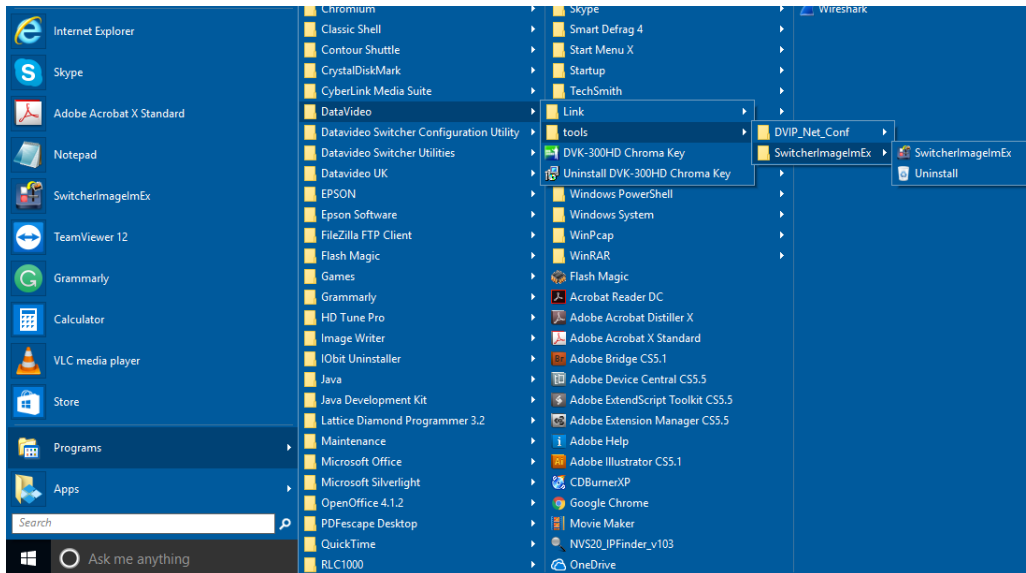 Internet Explorer
Skype
Adobe Acrobat X Standard
Notepad
SwitcherImageImEx
TeamViewer 12
Grammarly
Calculator
VLC media player
Store
Programs
Apps
Search
Ask me anything
Chromium
Classic Shell
Contour Shuttle
CrystalDiskMark
CyberLink Media Suite
DataVideo
Datavideo Switcher Configuration Utility
Datavideo Switcher Utilities
Datavideo UK
EPSON
Epson Software
FileZilla FTP Client
Flash Magic
Games
Grammarly
HD Tune Pro
Image Writer
IObit Uninstaller
Java
Java Development Kit
Lattice Diamond Programmer 3.2
Maintenance
Microsoft Office
Microsoft Silverlight
OpenOffice 4.1.2
PDFescape Desktop
QuickTime
RLC1000
Skype
Smart Defrag 4
Start Menu X
Startup
TechSmith
Link
tools
DVK-300HD Chroma Key
Uninstall DVK-300HD Chroma Key
Windows PowerShell
Windows System
WinPcap
WinRAR
Flash Magic
Acrobat Reader DC
Adobe Acrobat Distiller X
Adobe Acrobat X Standard
Adobe Bridge CS5.1
Adobe Device Central CS5.5
Adobe ExtendScript Toolkit CS5.5
Adobe Extension Manager CS5.5
Adobe Help
Adobe Illustrator CS5.1
CDBurnerXP
Google Chrome
Movie Maker
NVS20_IPFinder_v103
OneDrive
Wireshark
DVIP_Net_Conf
SwitcherImageImEx
SwitcherImageImEx
Uninstall